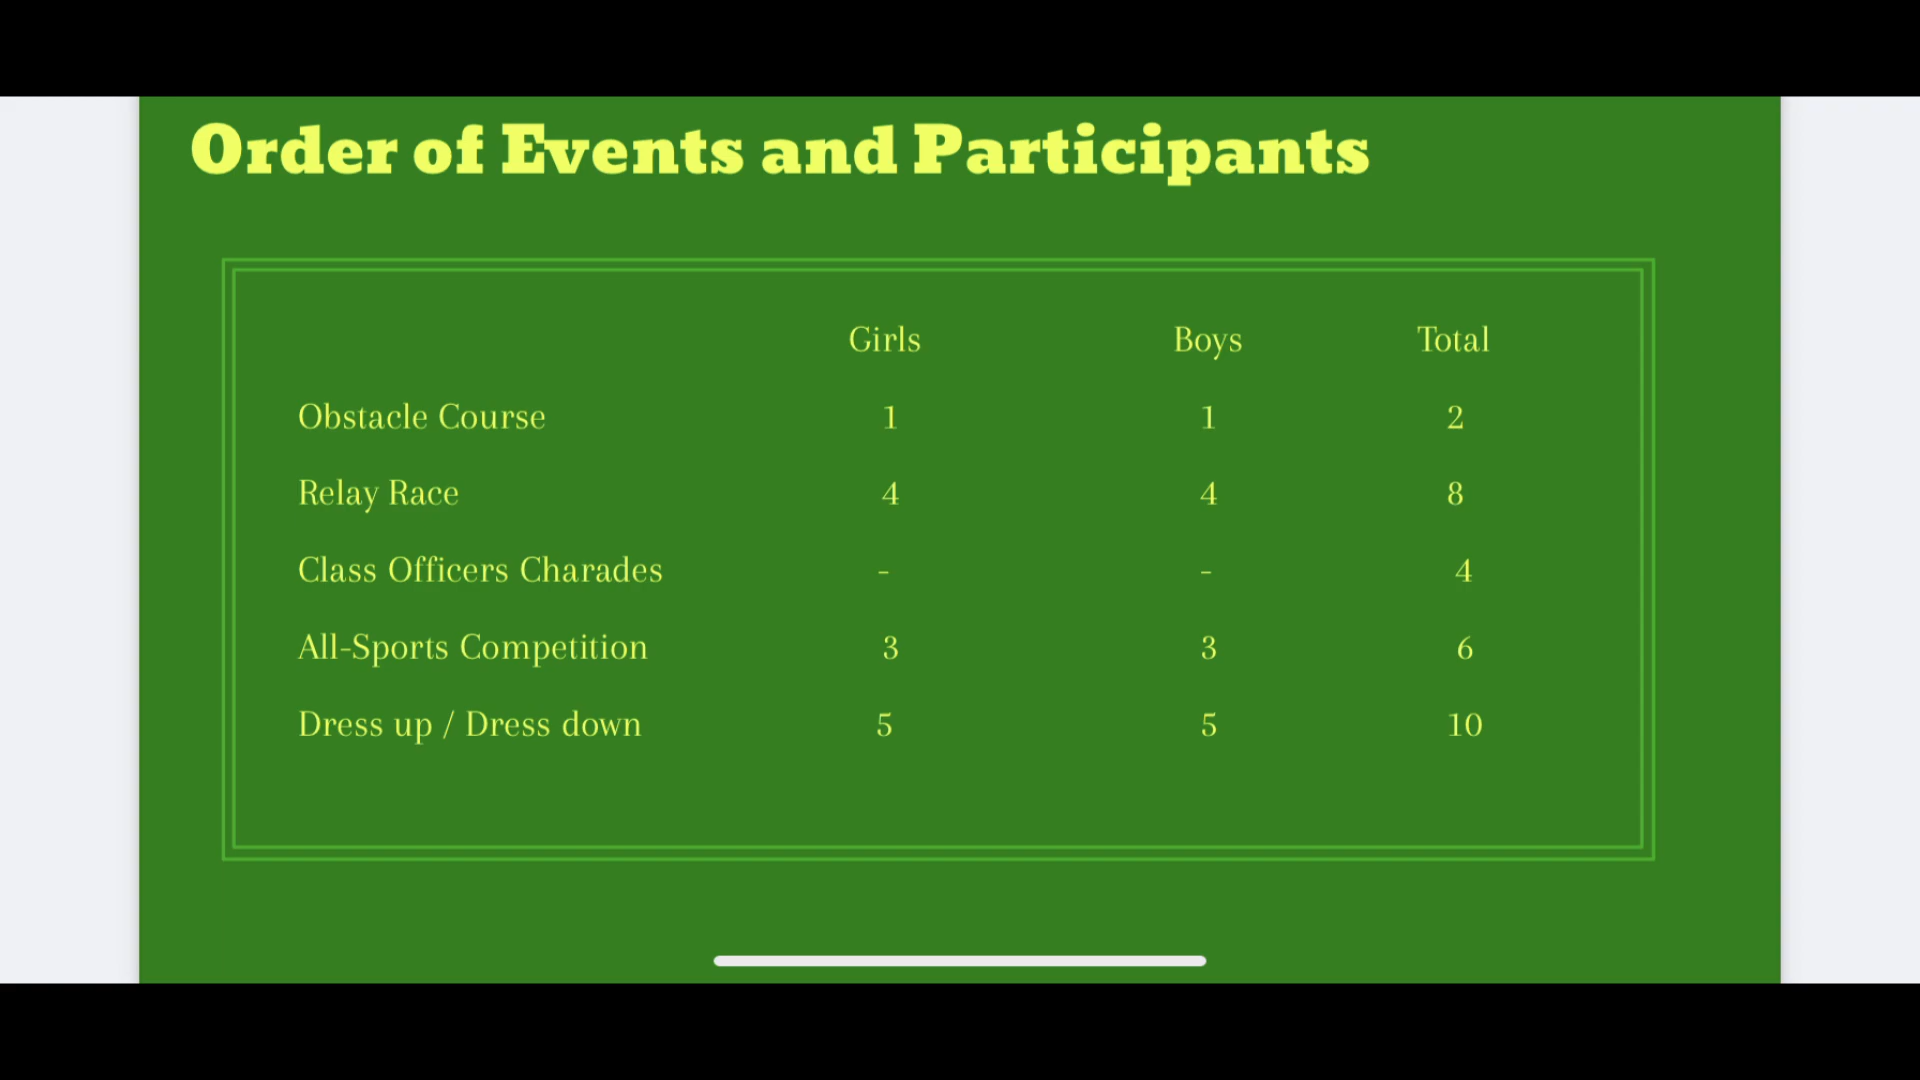 Order of Events and Participants
Girls Boys Total
Obstacle Course 1 1 2
Relay Race 4 4 8
Class Officers Charades - - 4
All-Sports Competition 3 3 6
Dress up / Dress down 5 5 10